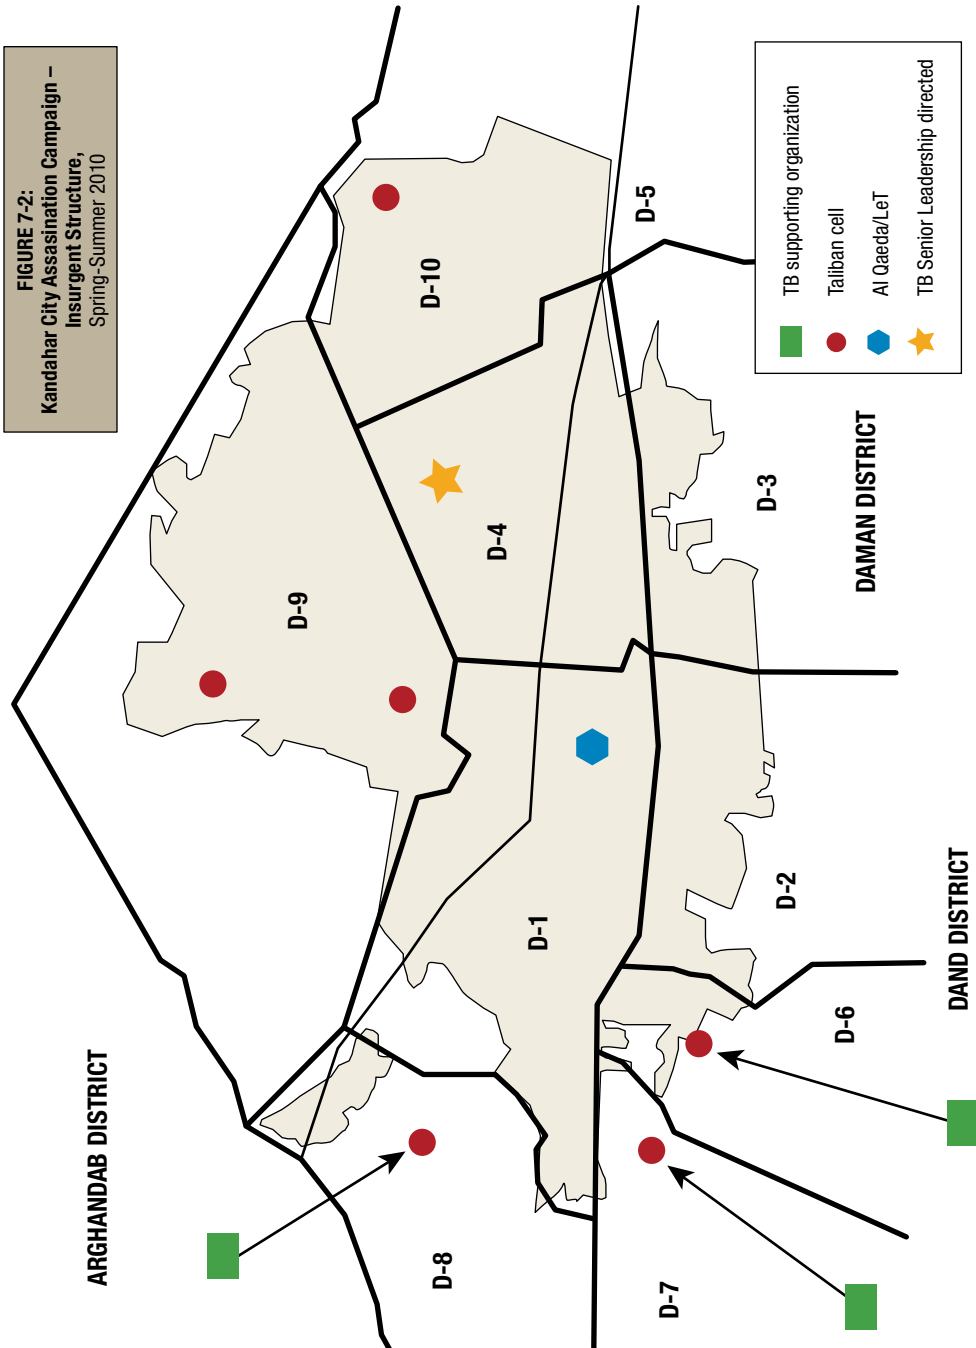 FIGURE 7-2:
Kandahar City Assasination Campaign –
Insurgent Structure,
Spring-Summer 2010
ARGHANDAB DISTRICT
D-8
D-7
D-9
D-1
D-6
D-10
D-4
D-2
D-5
D-3
DAND DISTRICT
DAMAN DISTRICT
TB supporting organization
Taliban cell
Al Qaeda/LeT
TB Senior Leadership directed